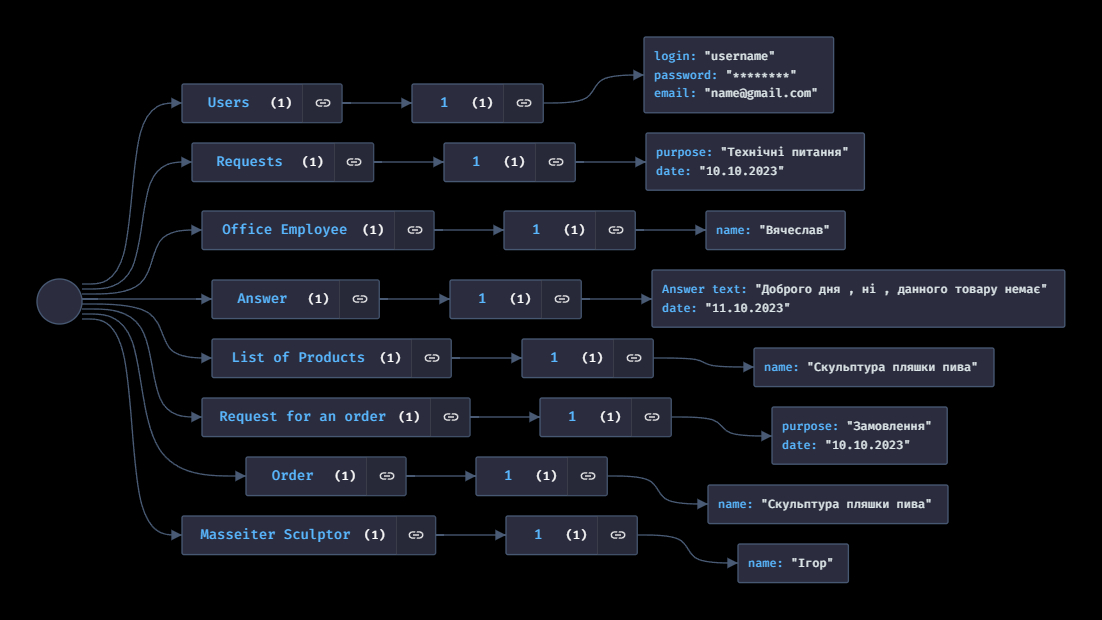 login: "username"
password: "********"
email: "name@gmail.com"
Users (1) 1 (1)
purpose: "Технічні питання"
date: "10.10.2023"
Requests (1) 1 (1)
Office Employee (1) 1 (1) name: "Вячеслав"
Answer text: "Доброго дня , ні , данного товару немає"
date: "11.10.2023"
Answer (1) 1 (1)
List of Products (1) 1 (1) name: "Скульптура пляшки пива"
Request for an order (1) 1 (1)
purpose: "Замовлення"
date: "10.10.2023"
Order (1) 1 (1)
name: "Скульптура пляшки пива"
Masseiter Sculptor (1) 1 (1)
name: "Ігор"